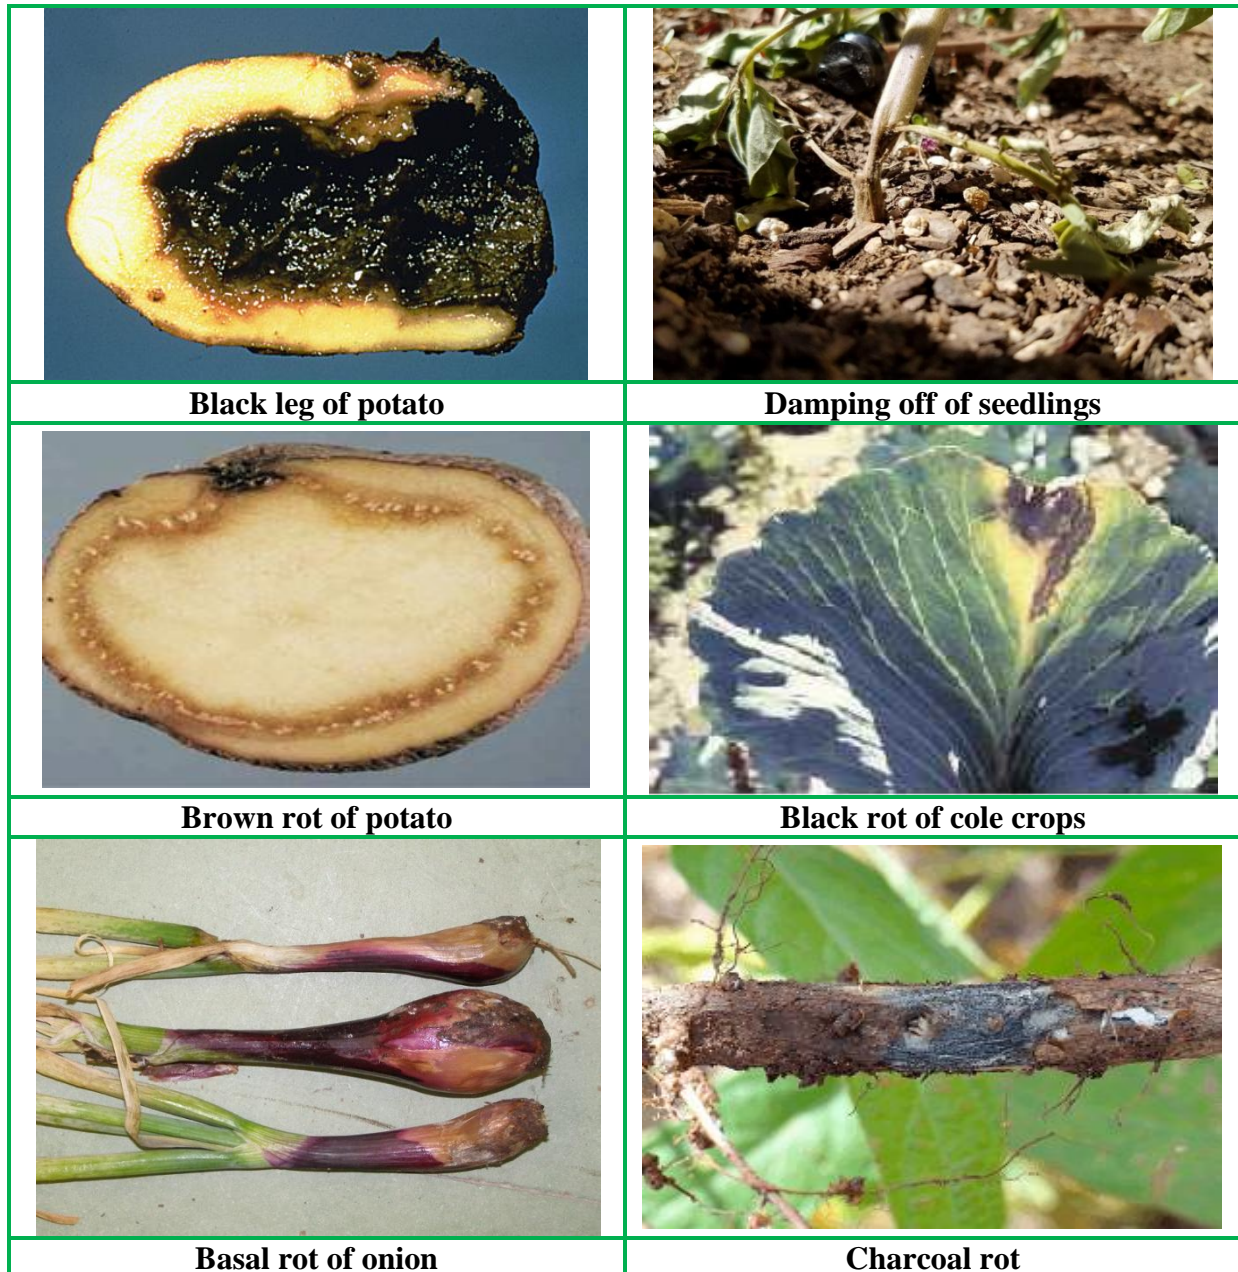 Black leg of potato
Damping off of seedlings
Brown rot of potato
Black rot of cole crops
Basal rot of onion
Charcoal rot